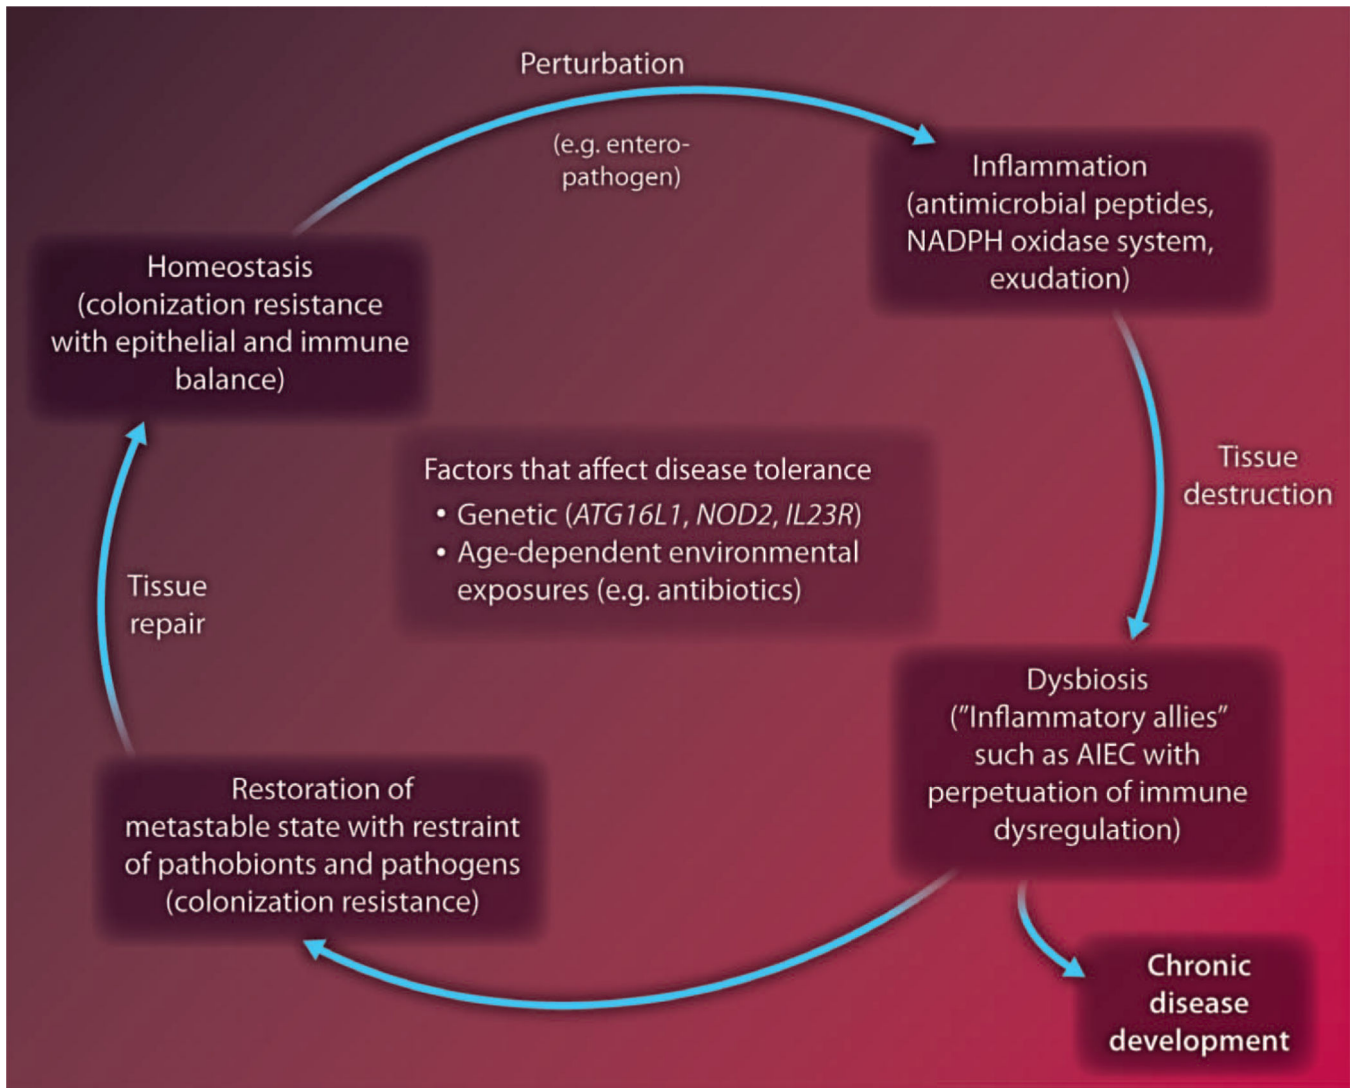 Perturbation
(e.g. entero-
pathogen)
Inflammation
(antimicrobial peptides,
NADPH oxidase system,
exudation)
Homeostasis
(colonization resistance
with epithelial and immune
balance)
Factors that affect disease tolerance
• Genetic (ATG16L1, NOD2, IL23R)
• Age-dependent environmental
exposures (e.g. antibiotics)
Tissue
destruction
Tissue
repair
Dysbiosis
(”Inflammatory allies”
such as AIEC with
perpetuation of immune
dysregulation)
Restoration of
metastable state with restraint
of pathobionts and pathogens
(colonization resistance)
Chronic
disease
development